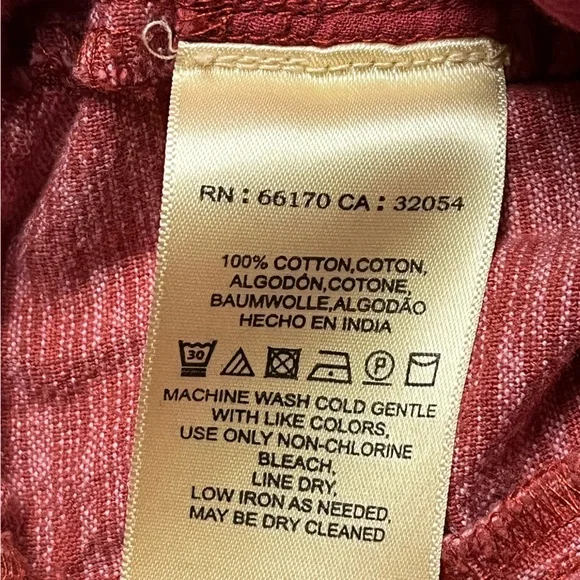 RN : 66170 CA : 32054
100% COTTON,COTON,
ALGODÓN,COTONE,
BAUMWOLLE,ALGODÃO
HECHO EN INDIA
30 P
MACHINE WASH COLD GENTLE
WITH LIKE COLORS,
USE ONLY NON-CHLORINE
BLEACH,
LINE DRY,
LOW IRON AS NEEDED,
MAY BE DRY CLEANED